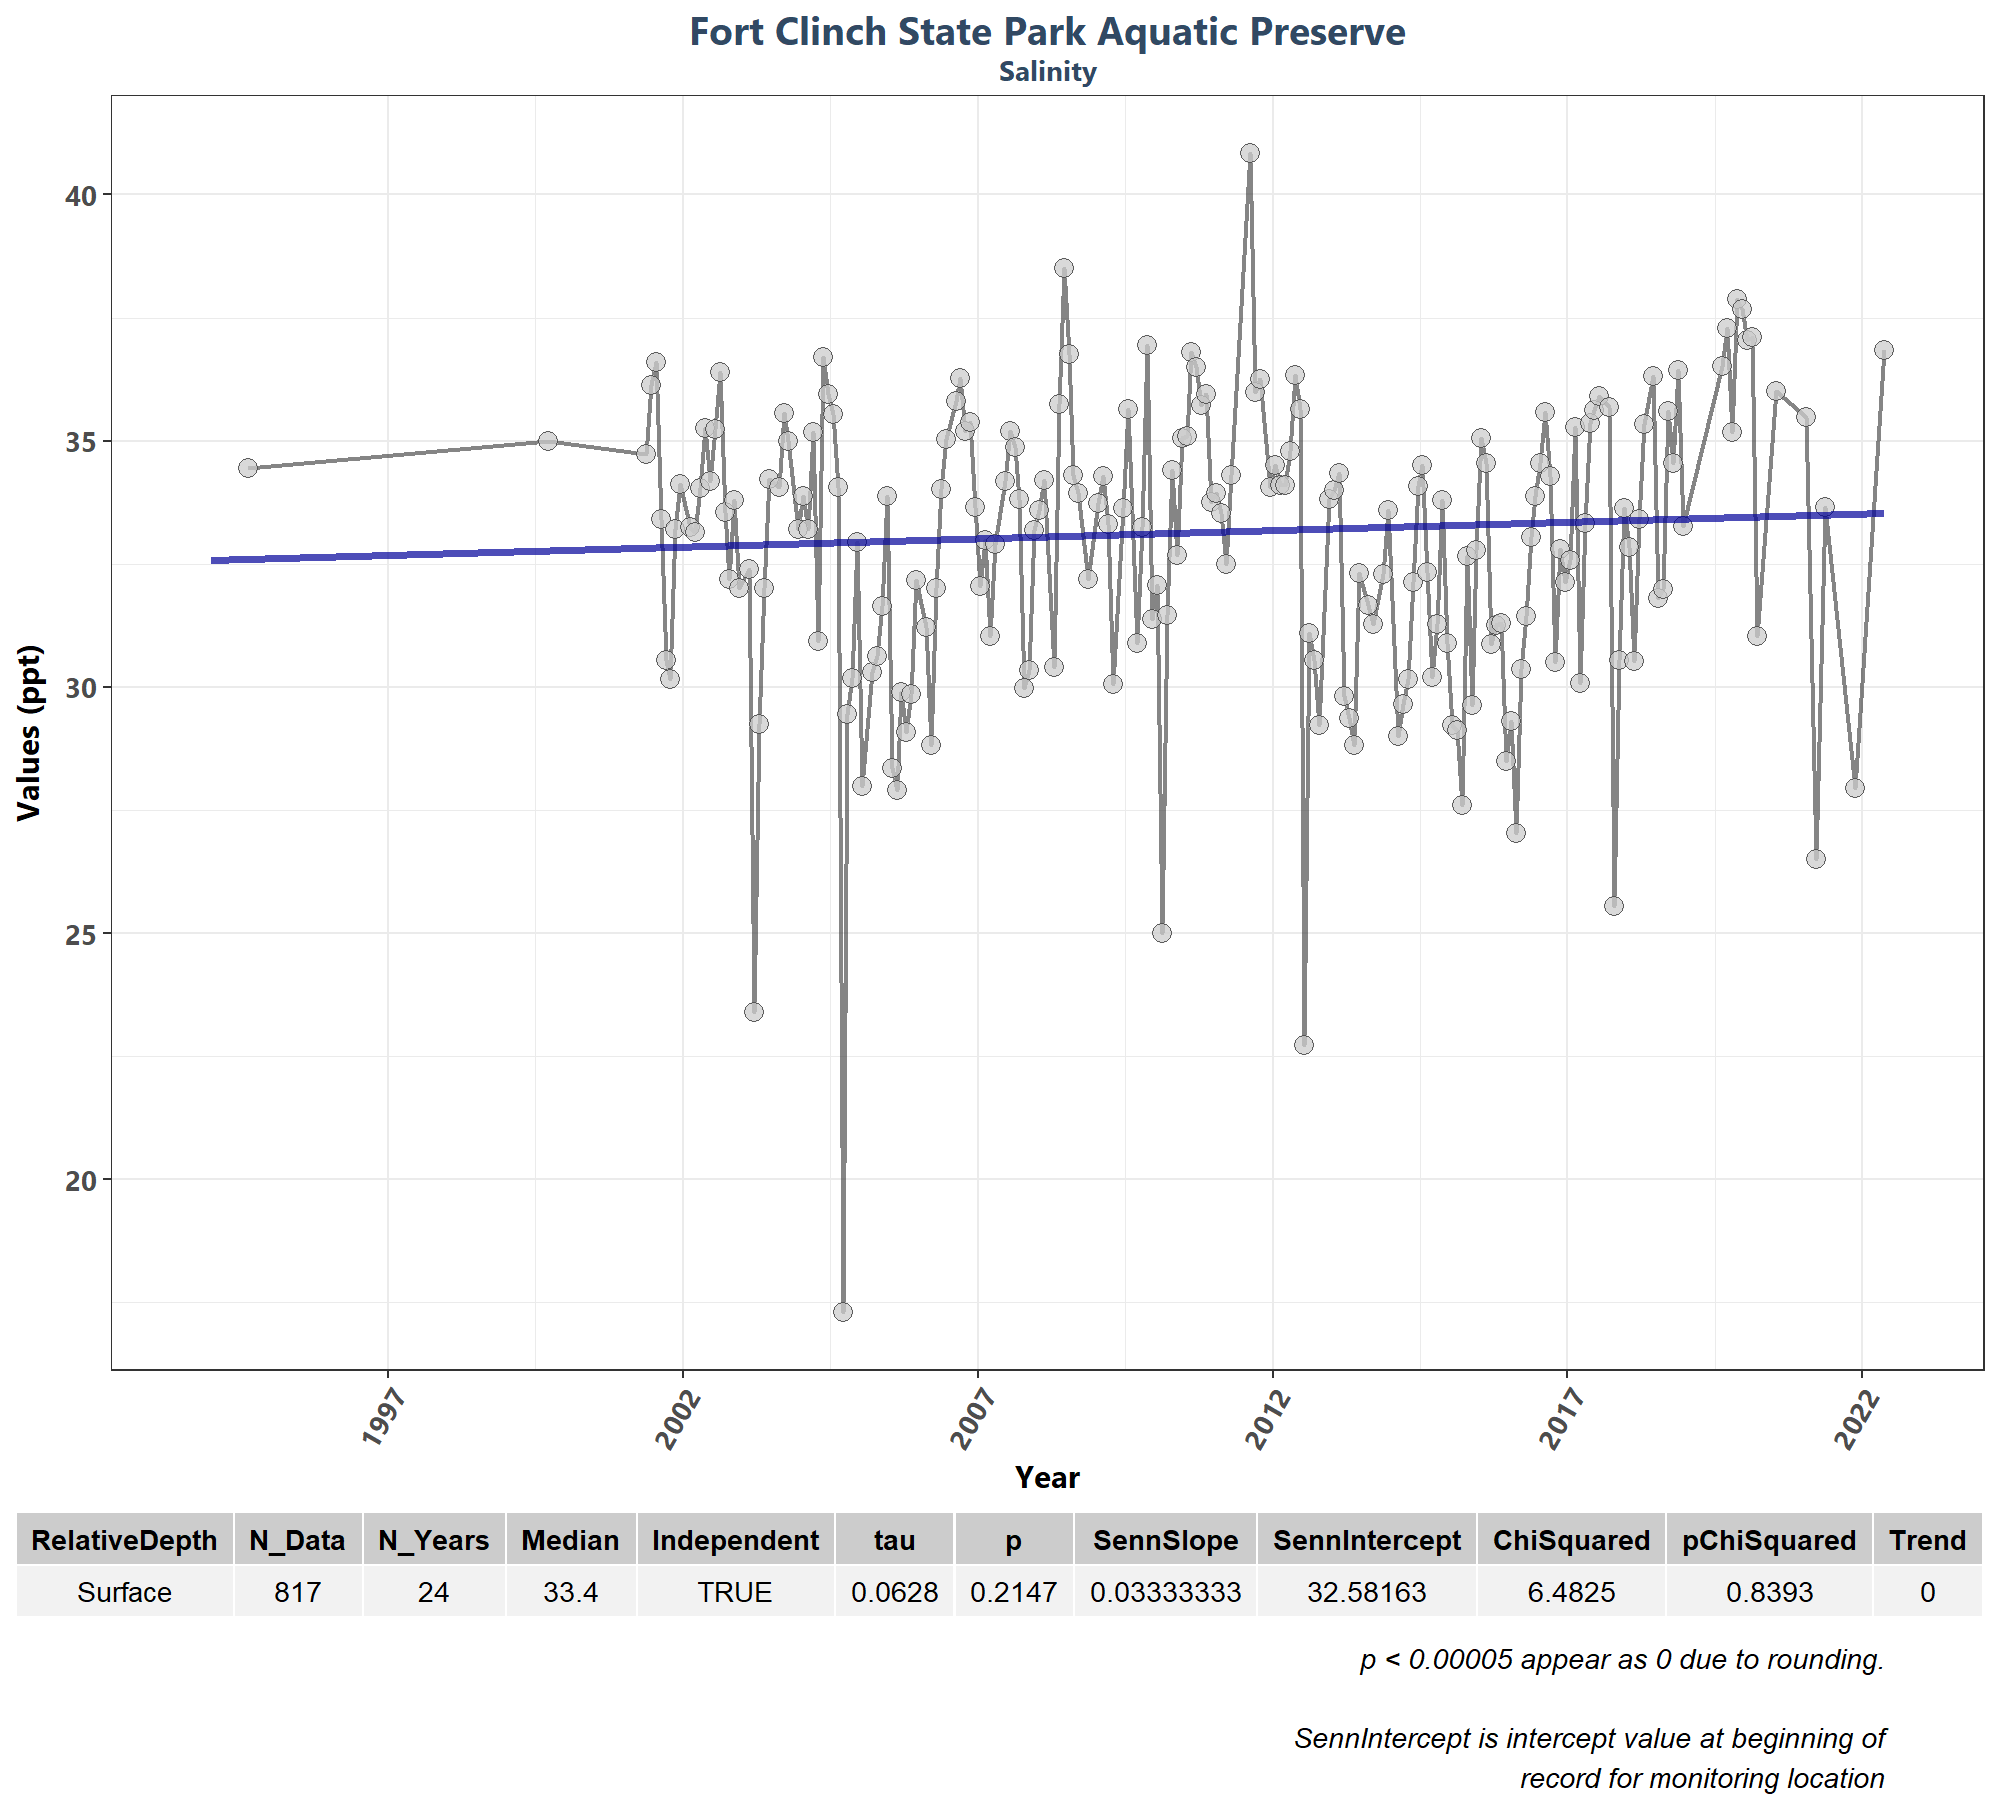 Fort Clinch State Park Aquatic Preserve
Salinity
40
35
30
25
20
Values (ppt)
1997
2002
2007
2012
2017
2022
Year
RelativeDepth N_Data N_Years Median Independent tau p SennSlope SennIntercept ChiSquared pChiSquared Trend
Surface 817 24 33.4 TRUE 0.0628 0.2147 0.03333333 32.58163 6.4825 0.8393 0
p < 0.00005 appear as 0 due to rounding.
SennIntercept is intercept value at beginning of
record for monitoring location